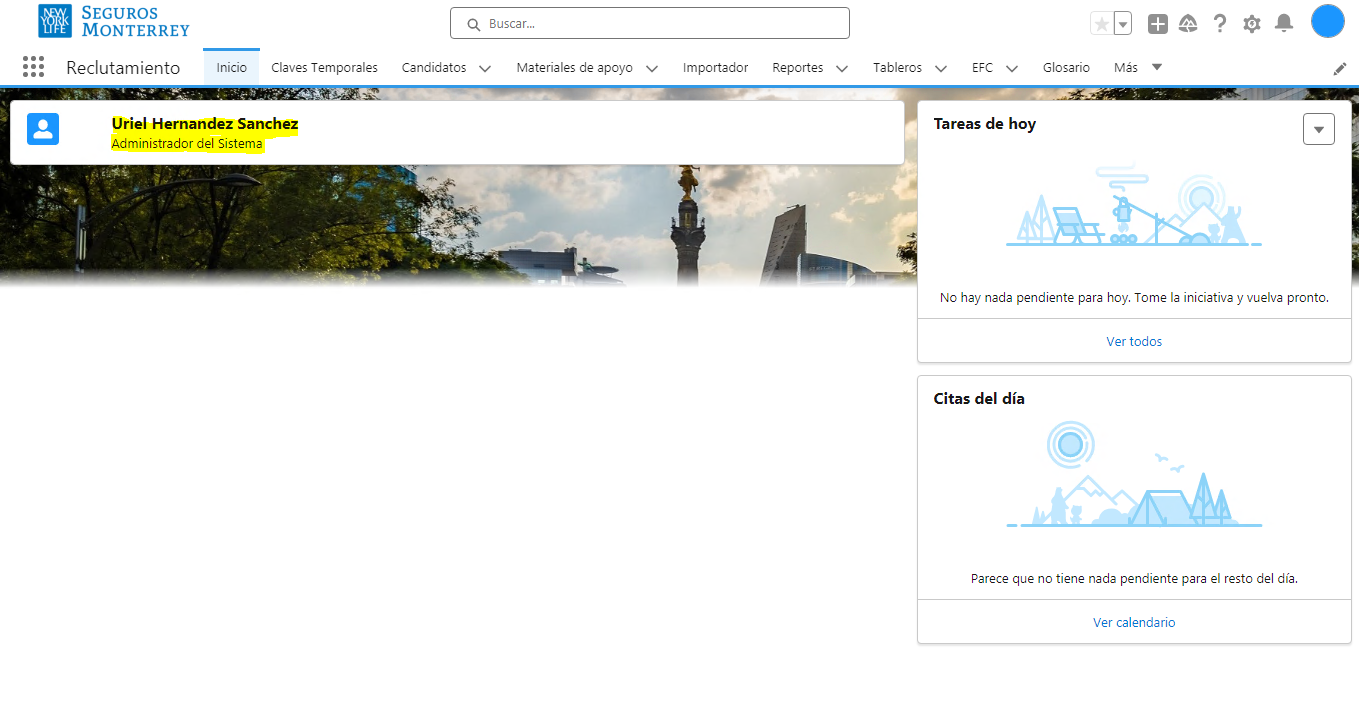 NEW
YORK
LIFE
SEGUROS
MONTERREY
Buscar...
Reclutamiento
Inicio
Claves Temporales
Candidatos
Materiales de apoyo
Importador
Reportes
Tableros
EFC
Glosario
Más
Uriel Hernandez Sanchez
Administrador del Sistema
Tareas de hoy
No hay nada pendiente para hoy. Tome la iniciativa y vuelva pronto.
Ver todos
Citas del día
Parece que no tiene nada pendiente para el resto del día.
Ver calendario